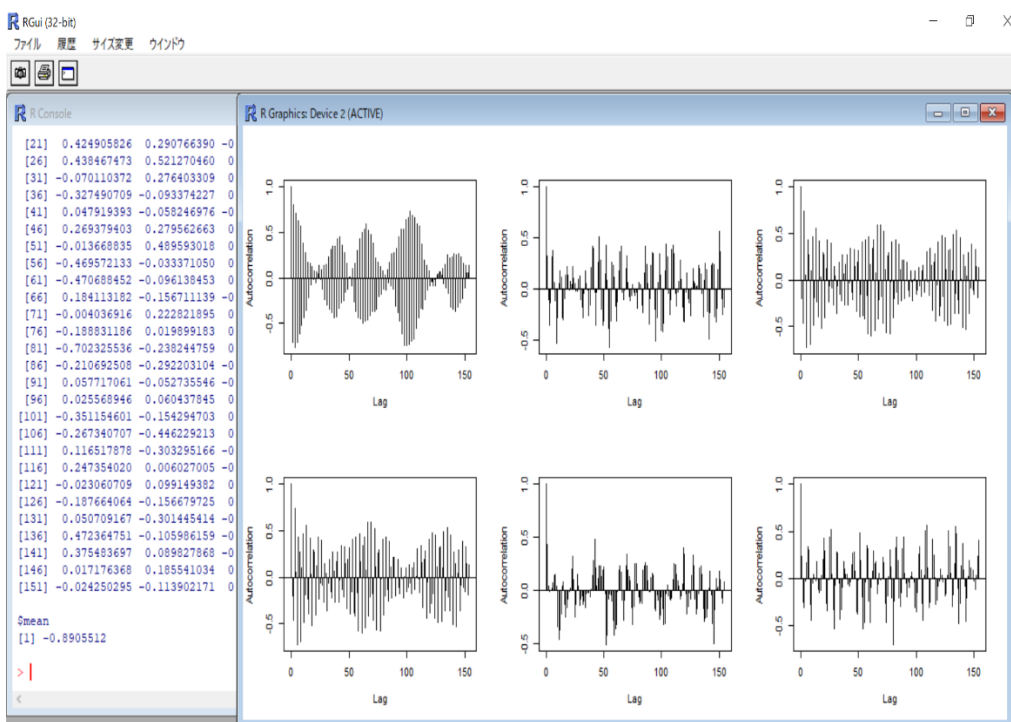 RGui (32-bit)
ファイル 履歴 サイズ変更 ウインドウ
R Console
[21] 0.424905826 0.290766390 -0
[26] 0.438467473 0.521270460 0
[31] -0.070110372 0.276403309 0
[36] -0.327490709 -0.093374227 0
[41] 0.047919393 -0.058246976 -0
[46] 0.269379403 0.279562663 0
[51] -0.013668835 0.489593018 0
[56] -0.469572133 -0.033371050 0
[61] -0.470688452 -0.096138453 0
[66] 0.184113182 -0.156711139 -0
[71] -0.004036916 0.222821895 0
[76] -0.188831186 0.019899183 0
[81] -0.702325536 -0.238244759 0
[86] -0.210692508 -0.292203104 -0
[91] 0.057717061 -0.052735546 -0
[96] 0.025568946 0.060437845 0
[101] -0.351154601 -0.154294703 0
[106] -0.267340707 -0.446229213 0
[111] 0.116517878 -0.303295166 -0
[116] 0.247354020 0.006027005 -0
[121] -0.023060709 0.099149382 0
[126] -0.187664064 -0.156679725 0
[131] 0.050709167 -0.301445414 -0
[136] 0.472364751 -0.105986159 -0
[141] 0.375483697 0.089827868 -0
[146] 0.017176368 0.185541034 0
[151] -0.024250295 -0.113902171 0
$mean
[1] -0.8905512
>
R Graphics: Device 2 (ACTIVE)
Autocorrelation
1.0
0.5
0.0
-0.5
0 50 100 150
Lag
Autocorrelation
1.0
0.5
0.0
-0.5
0 50 100 150
Lag
Autocorrelation
1.0
0.5
0.0
-0.5
0 50 100 150
Lag
Autocorrelation
1.0
0.5
0.0
-0.5
0 50 100 150
Lag
Autocorrelation
1.0
0.5
0.0
-0.5
0 50 100 150
Lag
Autocorrelation
1.0
0.5
0.0
-0.5
0 50 100 150
Lag